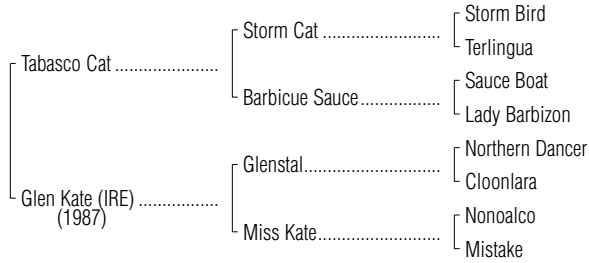 Storm Bird
Storm Cat ..............................
Terlingua
Tabasco Cat .....................
Sauce Boat
Barbicue Sauce....................
Lady Barbizon
Northern Dancer
Glenstal...................................
Cloonlara
Glen Kate (IRE) ................
(1987)
Nonoalco
Miss Kate...............................
Mistake